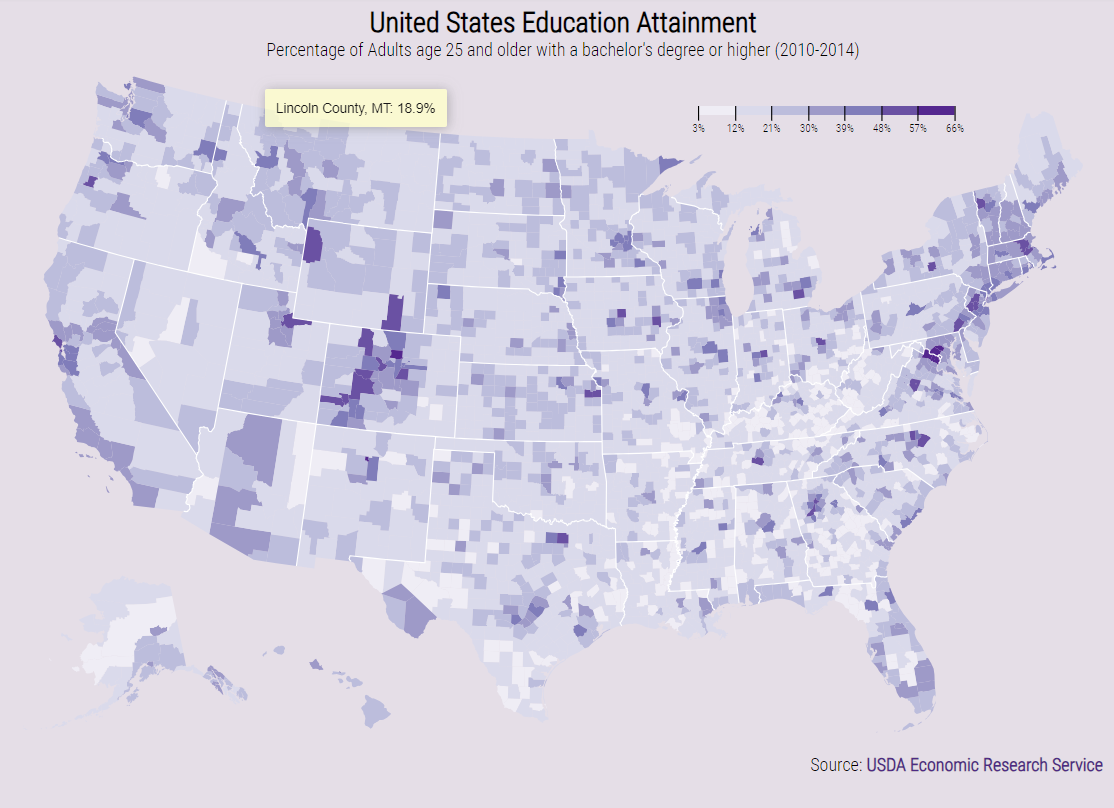 United States Education Attainment
Percentage of Adults age 25 and older with a bachelor's degree or higher (2010-2014)
Lincoln County, MT: 18.9%
3% 12% 21% 30% 39% 48% 57% 66%
Source: USDA Economic Research Service